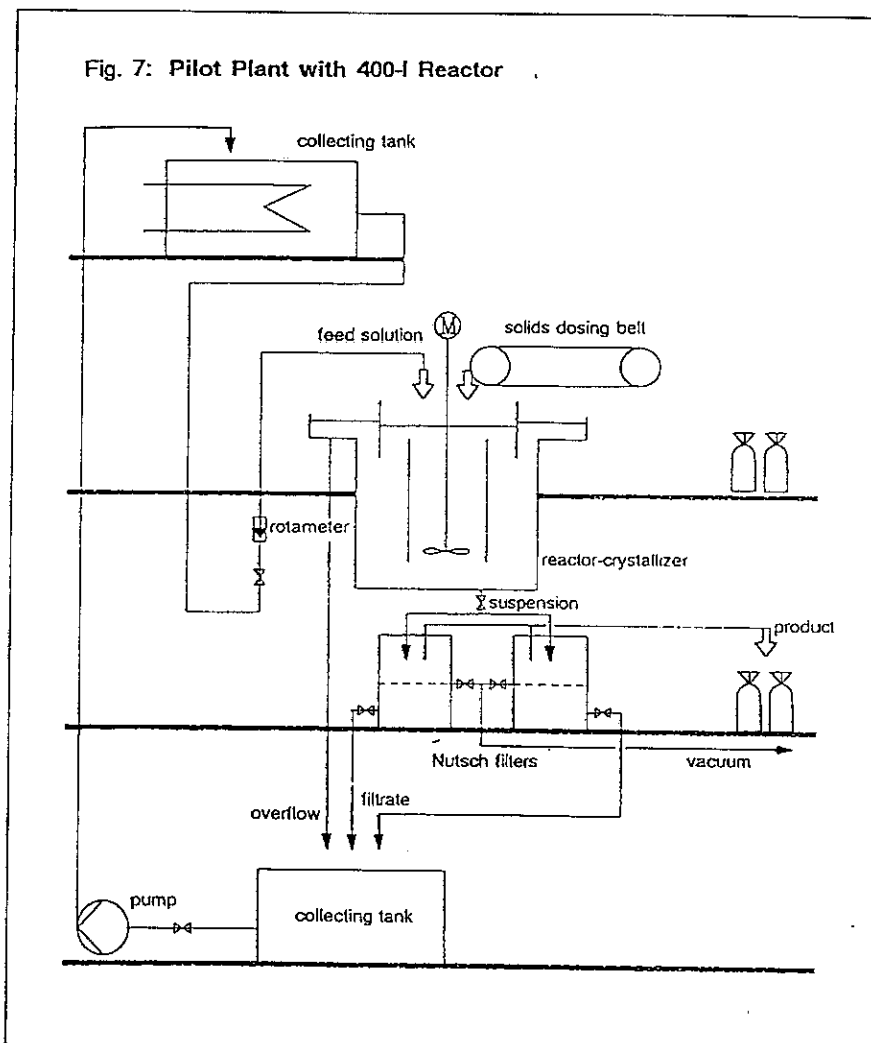 Fig. 7: Pilot Plant with 400-l Reactor
collecting tank
feed solution
M
solids dosing belt
rotameter
reactor-crystallizer
suspension
product
Nutsch filters
vacuum
overflow
filtrate
pump
collecting tank